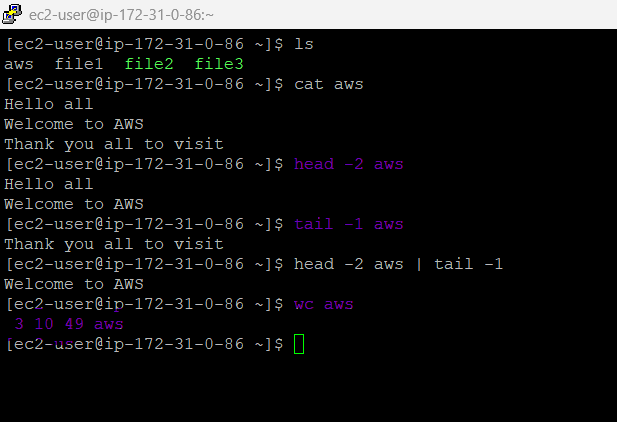 ec2-user@ip-172-31-0-86:~
[ec2-user@ip-172-31-0-86 ~]$ ls
aws  file1  file2  file3
[ec2-user@ip-172-31-0-86 ~]$ cat aws
Hello all
Welcome to AWS
Thank you all to visit
[ec2-user@ip-172-31-0-86 ~]$ head -2 aws
Hello all
Welcome to AWS
[ec2-user@ip-172-31-0-86 ~]$ tail -1 aws
Thank you all to visit
[ec2-user@ip-172-31-0-86 ~]$ head -2 aws | tail -1
Welcome to AWS
[ec2-user@ip-172-31-0-86 ~]$ wc aws
 3 10 49 aws
[ec2-user@ip-172-31-0-86 ~]$